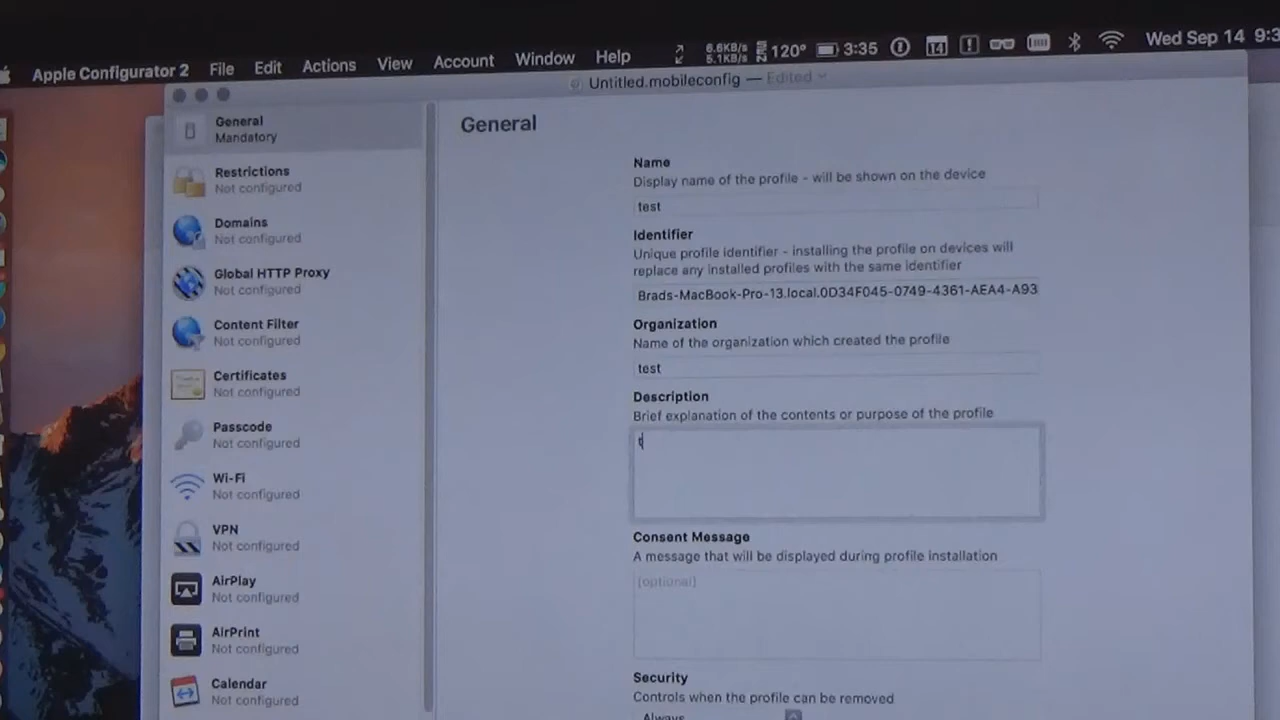 Apple Configurator 2 File Edit Actions View Account Window Help 6.6KB/s 5.1KB/s 120° 3:35 14 Wed Sep 14 9:3
Untitled.mobileconfig — Edited
General
Mandatory
Restrictions
Not configured
Domains
Not configured
Global HTTP Proxy
Not configured
Content Filter
Not configured
Certificates
Not configured
Passcode
Not configured
Wi-Fi
Not configured
VPN
Not configured
AirPlay
Not configured
AirPrint
Not configured
Calendar
Not configured
General
Name
Display name of the profile - will be shown on the device
test
Identifier
Unique profile identifier - installing the profile on devices will
replace any installed profiles with the same identifier
Brads-MacBook-Pro-13.local.0D34F045-0749-4361-AEA4-A93
Organization
Name of the organization which created the profile
test
Description
Brief explanation of the contents or purpose of the profile
t
Consent Message
A message that will be displayed during profile installation
[optional]
Security
Controls when the profile can be removed
Always